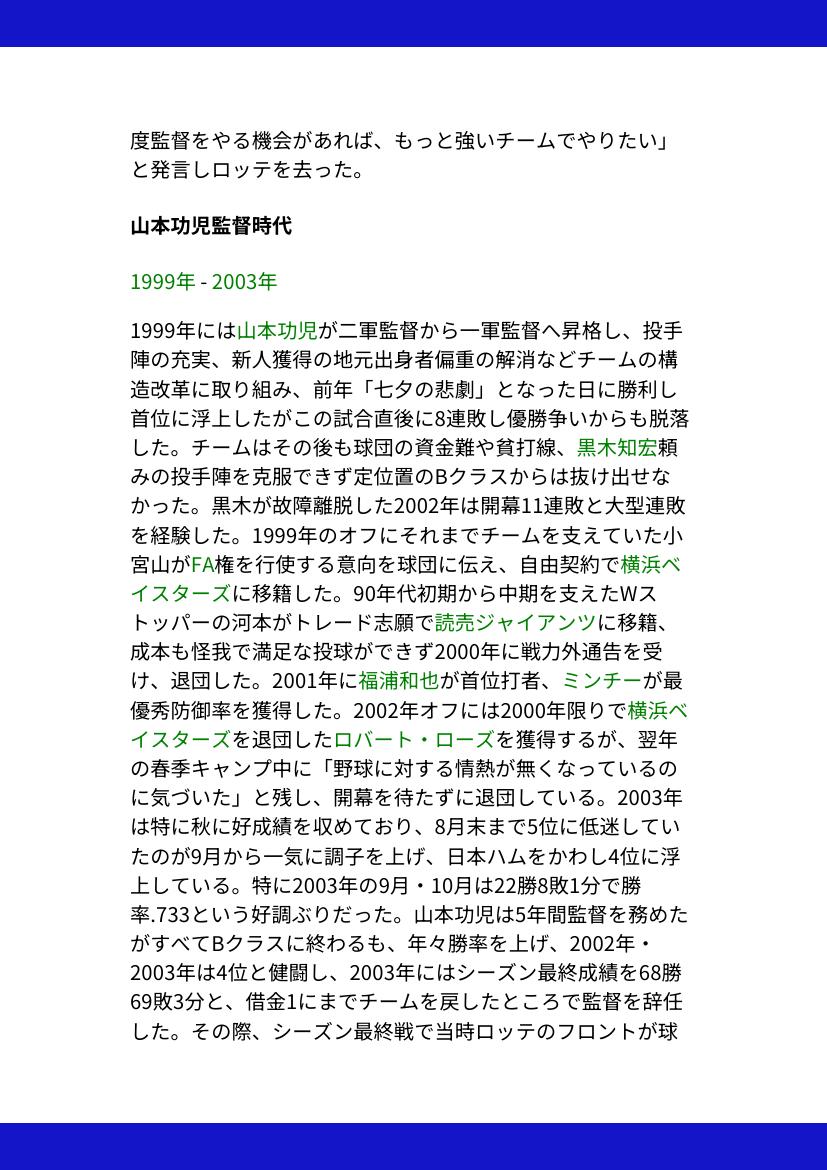 度監督をやる機会があれば、もっと強いチームでやりたい」
と発言しロッテを去った。
山本功児監督時代
1999年 - 2003年
1999年には山本功児が二軍監督から一軍監督へ昇格し、投手
陣の充実、新人獲得の地元出身者偏重の解消などチームの構
造改革に取り組み、前年「七夕の悲劇」となった日に勝利し
首位に浮上したがこの試合直後に8連敗し優勝争いからも脱落
した。チームはその後も球団の資金難や貧打線、黒木知宏頼
みの投手陣を克服できず定位置のBクラスからは抜け出せな
かった。黒木が故障離脱した2002年は開幕11連敗と大型連敗
を経験した。1999年のオフにそれまでチームを支えていた小
宮山がFA権を行使する意向を球団に伝え、自由契約で横浜ベ
イスターズに移籍した。90年代初期から中期を支えたWス
トッパーの河本がトレード志願で読売ジャイアンツに移籍、
成本も怪我で満足な投球ができず2000年に戦力外通告を受
け、退団した。2001年に福浦和也が首位打者、ミンチーが最
優秀防御率を獲得した。2002年オフには2000年限りで横浜ベ
イスターズを退団したロバート・ローズを獲得するが、翌年
の春季キャンプ中に「野球に対する情熱が無くなっているの
に気づいた」と残し、開幕を待たずに退団している。2003年
は特に秋に好成績を収めており、8月末まで5位に低迷してい
たのが9月から一気に調子を上げ、日本ハムをかわし4位に浮
上している。特に2003年の9月・10月は22勝8敗1分で勝
率.733という好調ぶりだった。山本功児は5年間監督を務めた
がすべてBクラスに終わるも、年々勝率を上げ、2002年・
2003年は4位と健闘し、2003年にはシーズン最終成績を68勝
69敗3分と、借金1にまでチームを戻したところで監督を辞任
した。その際、シーズン最終戦で当時ロッテのフロントが球